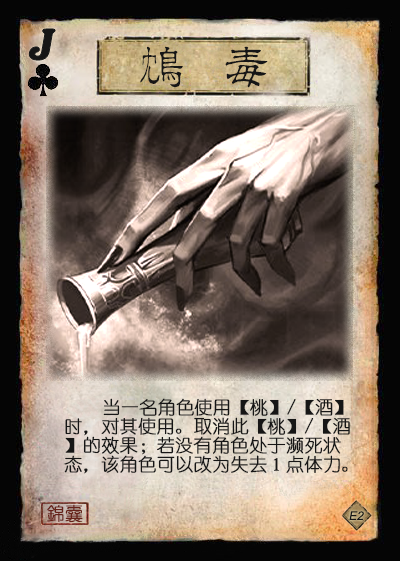 J
鴆毒
当一名角色使用【桃】/【酒】
时，对其使用。取消此【桃】/【酒
】的效果；若没有角色处于濒死状
态，该角色可以改为失去1点体力。
錦囊
E2